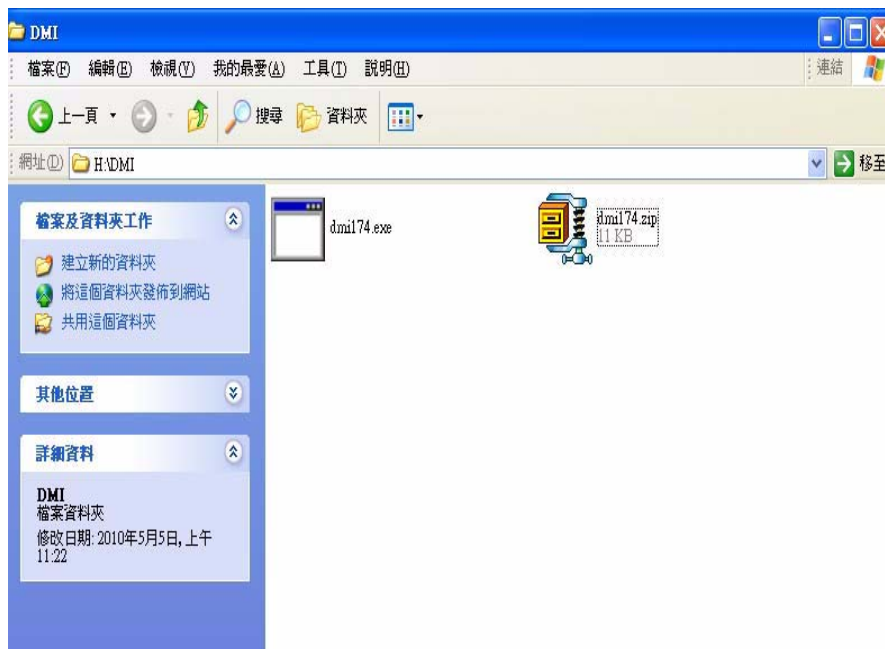 DMI
檔案(F) 編輯(E) 檢視(V) 我的最愛(A) 工具(T) 說明(H) 連結
上一頁 搜尋 資料夾
網址(D) H:\DMI 移至
檔案及資料夾工作
建立新的資料夾
將這個資料夾發佈到網站
共用這個資料夾
其他位置
詳細資料
DMI
檔案資料夾
修改日期: 2010年5月5日, 上午
11:22
dmi174.exe
dmi174.zip
11 KB